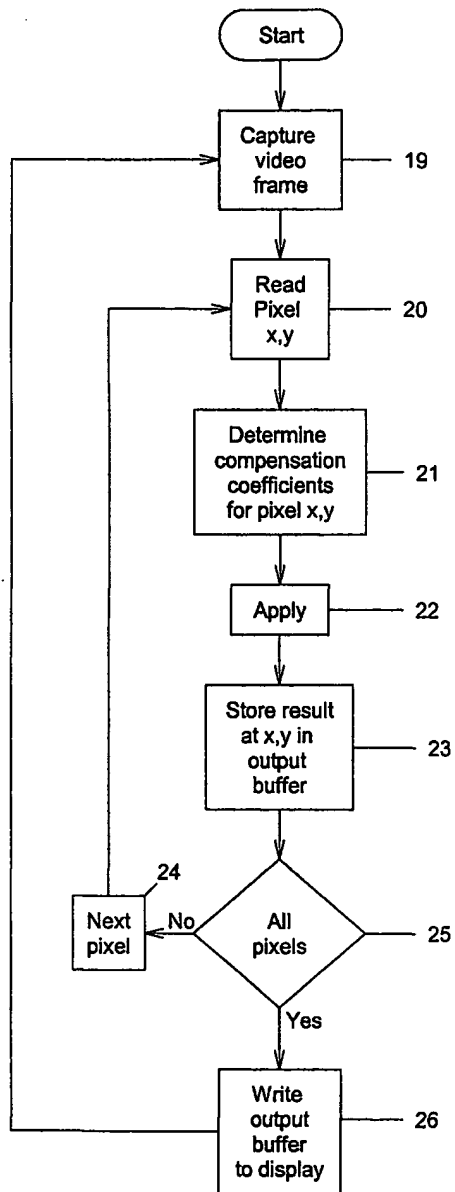 Start
Capture
video
frame
19
Read
Pixel
x,y
20
Determine
compensation
coefficients
for pixel x,y
21
Apply
22
Store result
at x,y in
output
buffer
23
24
Next
pixel
No
All
pixels
25
Yes
Write
output
buffer
to display
26